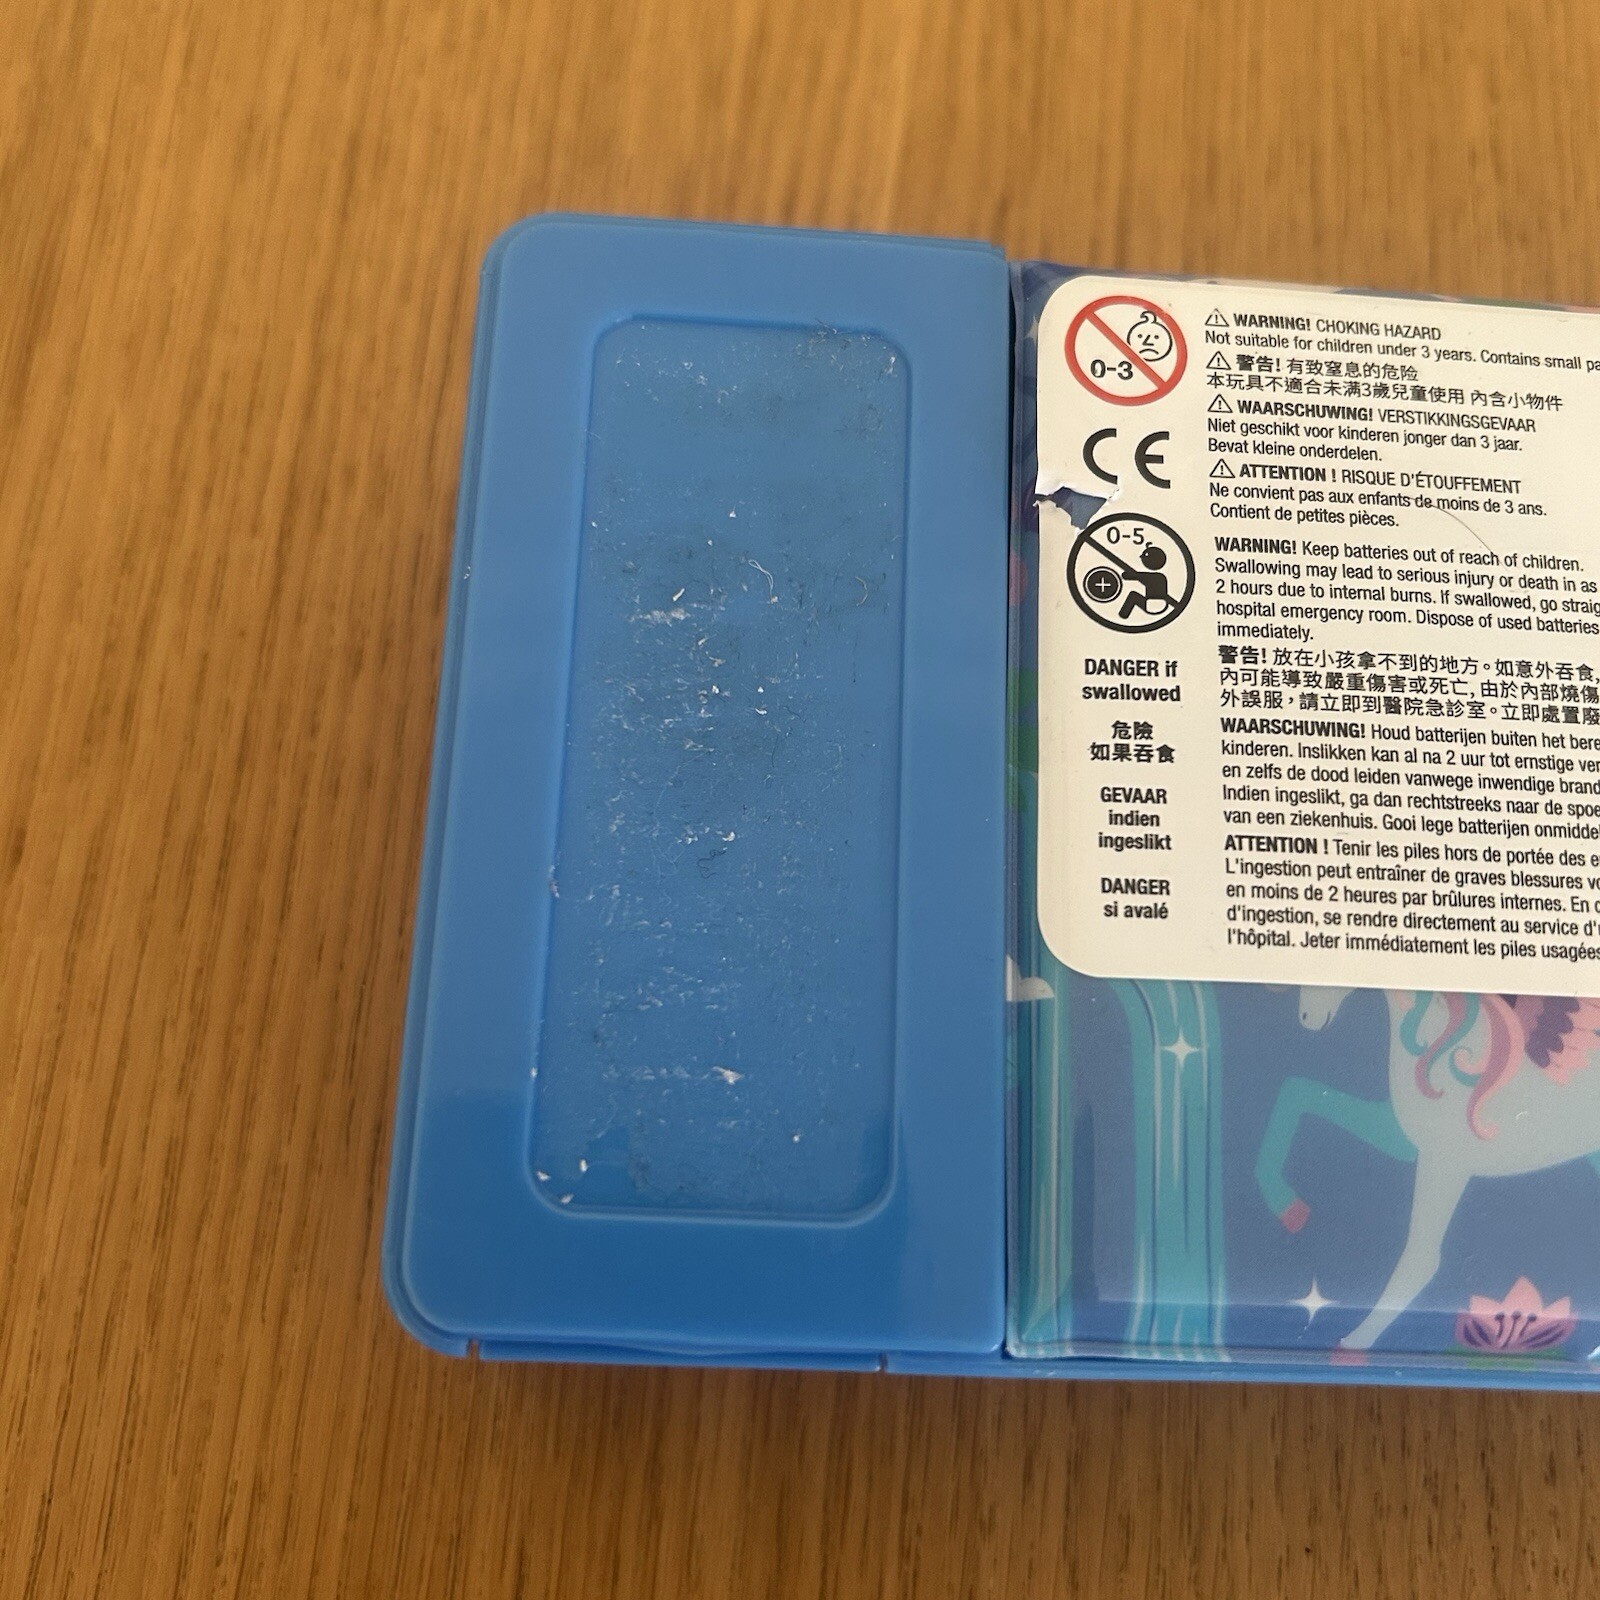 0-3
⚠ WARNING! CHOKING HAZARD
Not suitable for children under 3 years. Contains small
⚠ 警告! 有致窒息的危险
本玩具不適合未满3歲兒童使用 內含小物件
⚠ WAARSCHUWING! VERSTIKKINGSGEVAAR
Niet geschikt voor kinderen jonger dan 3 jaar.
Bevat kleine onderdelen.
⚠ ATTENTION ! RISQUE D'ÉTOUFFEMENT
Ne convient pas aux enfants de moins de 3 ans.
Contient de petites pièces.
CE
0-5
WARNING! Keep batteries out of reach of children.
Swallowing may lead to serious injury or death in as
2 hours due to internal burns. If swallowed, go
hospital emergency room. Dispose of used batteries
immediately.
警告! 放在小孩拿不到的地方。如意外吞食,
內可能導致嚴重傷害或死亡, 由於內部燒傷
外誤服，請立即到醫院急診室。立即處置廢
WAARSCHUWING! Houd batterijen buiten het
kinderen. Inslikken kan al na 2 uur tot ernstige
en zelfs de dood leiden vanwege inwendige
Indien ingeslikt, ga dan rechtstreeks naar de
van een ziekenhuis. Gooi lege batterijen
ATTENTION ! Tenir les piles hors de portée des
L'ingestion peut entraîner de graves blessures
en moins de 2 heures par brûlures internes. En
d'ingestion, se rendre directement au service
l'hôpital. Jeter immédiatement les piles usagées
DANGER if
swallowed
危險
如果吞食
GEVAAR
indien
ingeslikt
DANGER
si avalé